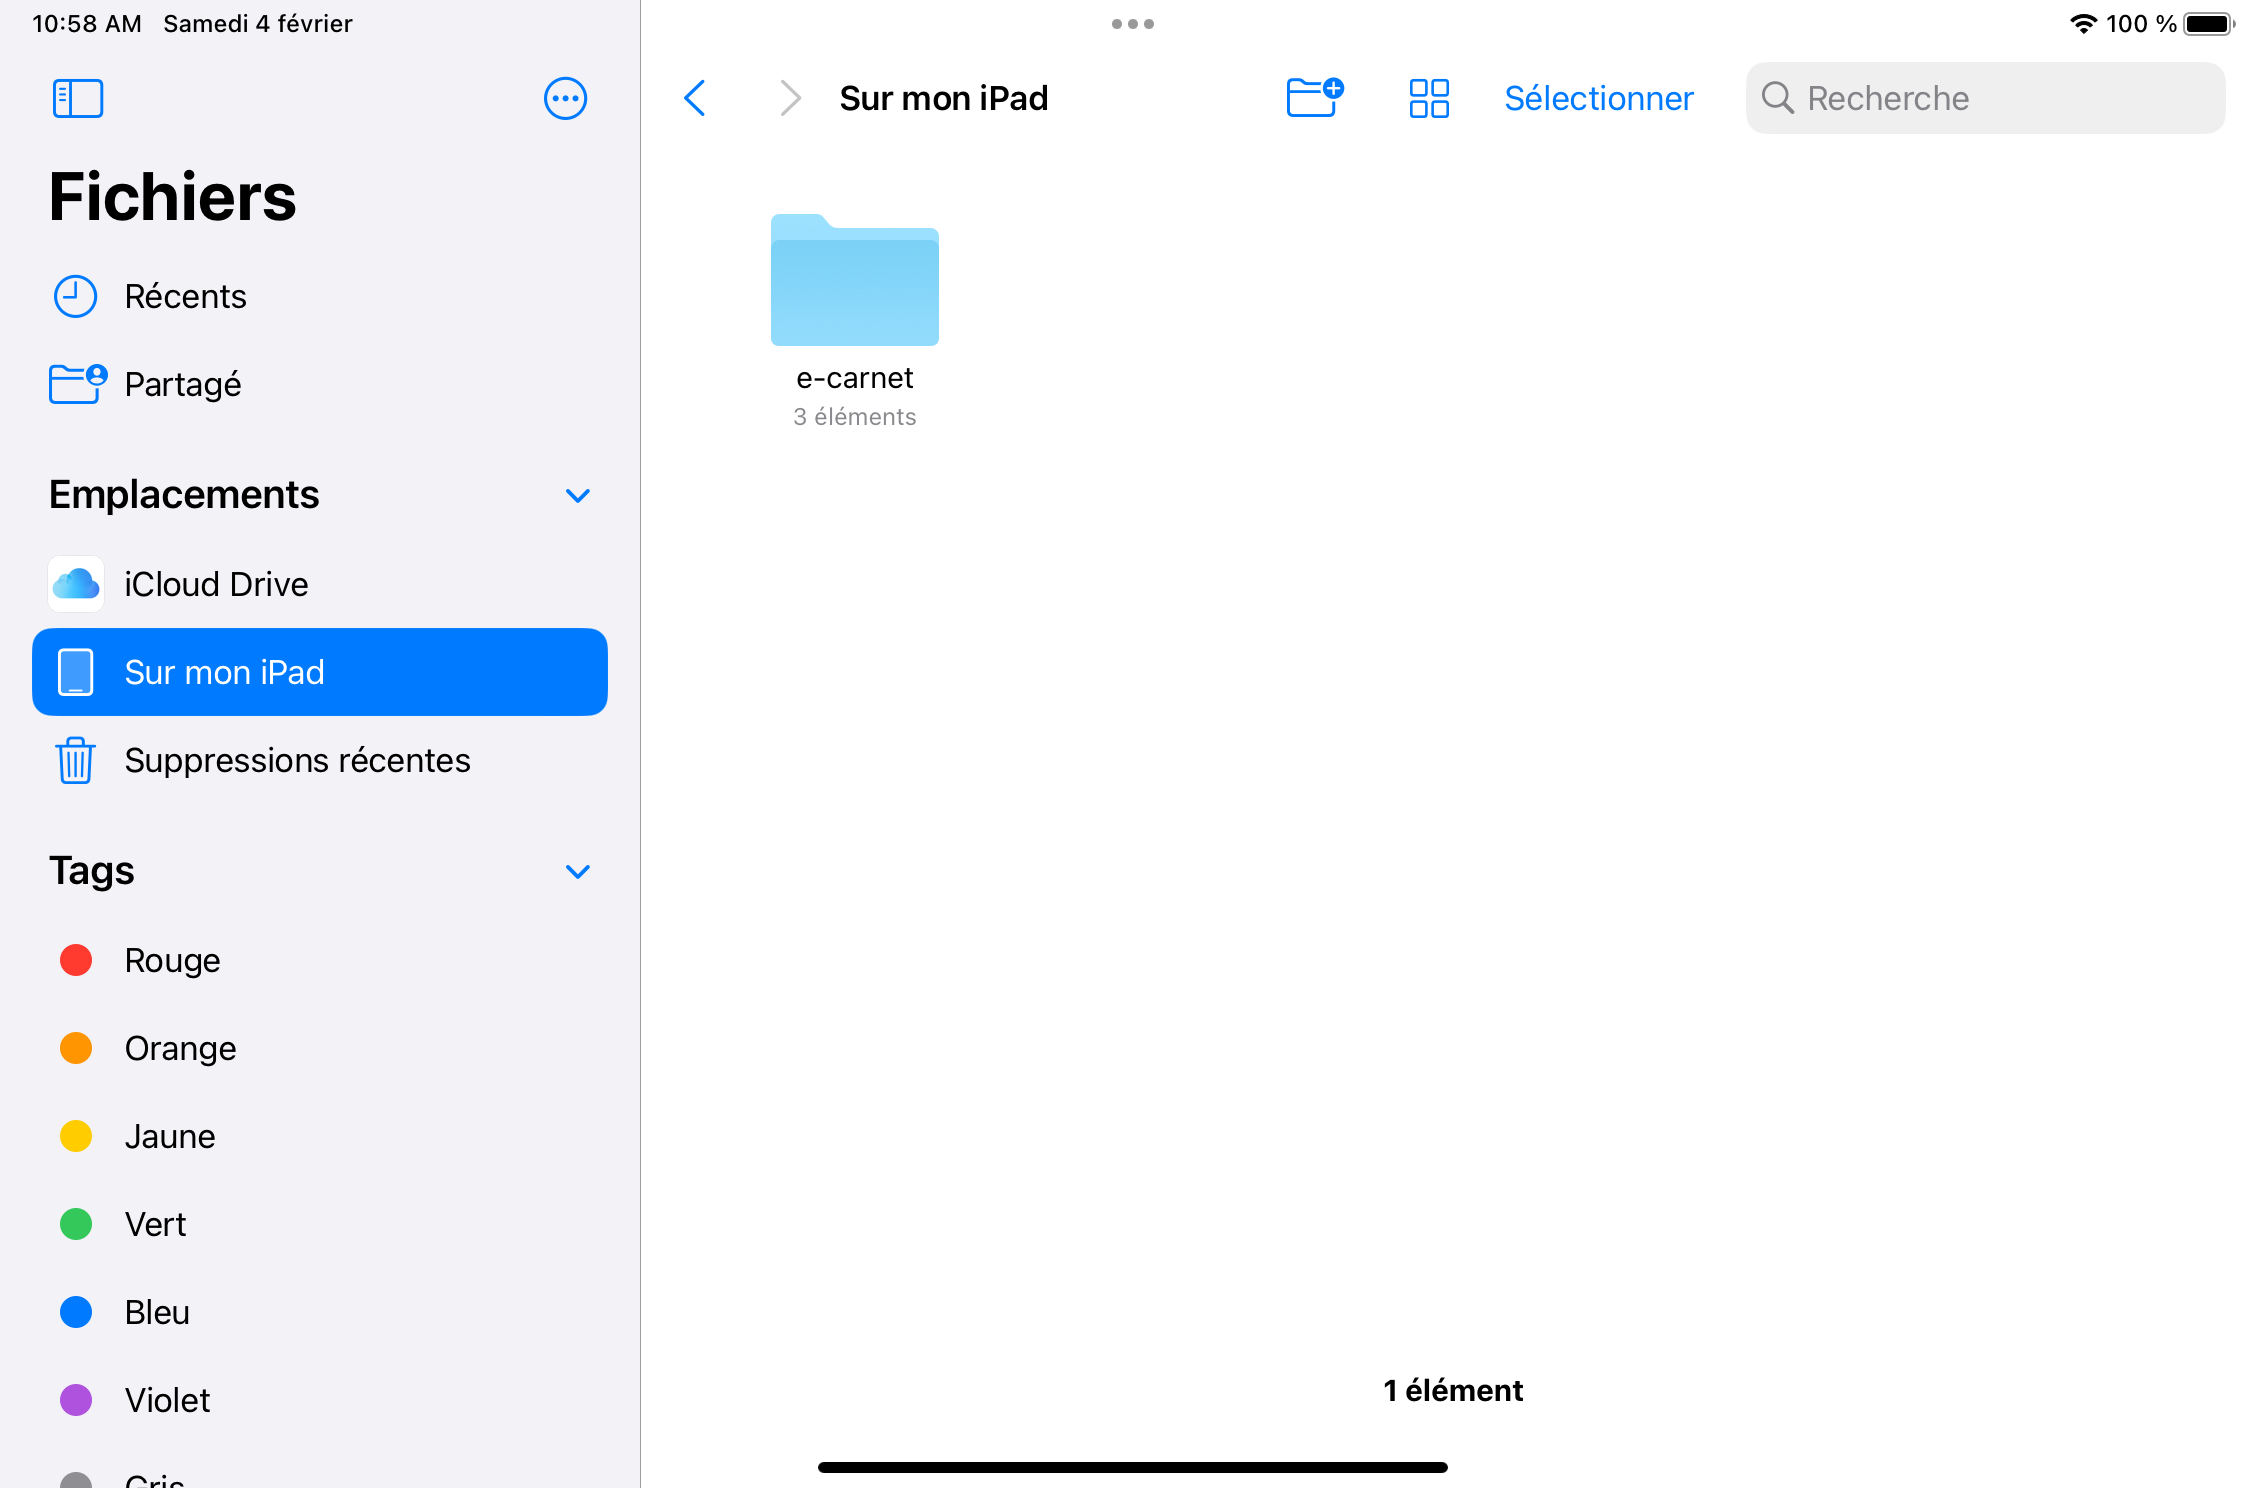 10:58 AM Samedi 4 février
100 %
Fichiers
Récents
Partagé
Emplacements
iCloud Drive
Sur mon iPad
Suppressions récentes
Tags
Rouge
Orange
Jaune
Vert
Bleu
Violet
Gris
Sur mon iPad
Sélectionner
Recherche
e-carnet
3 éléments
1 élément